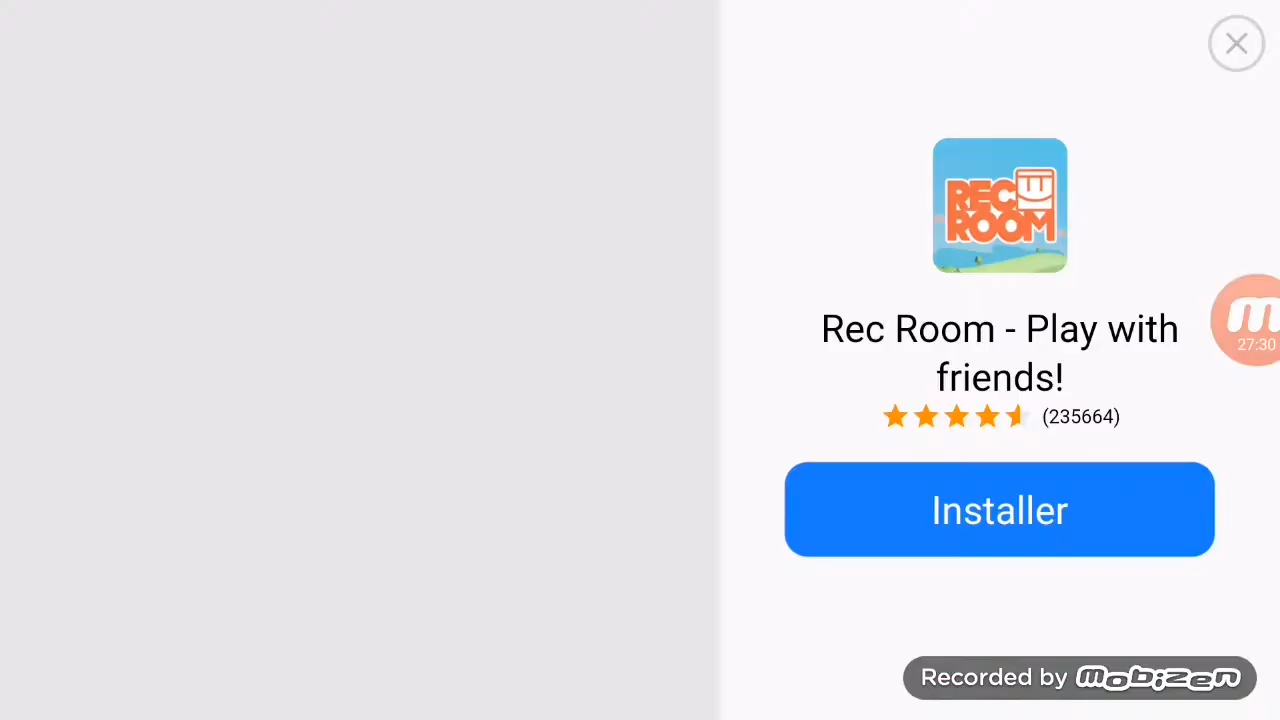 REC
ROOM
Rec Room - Play with
friends!
(235664)
Installer
27:30
Recorded by mobizen